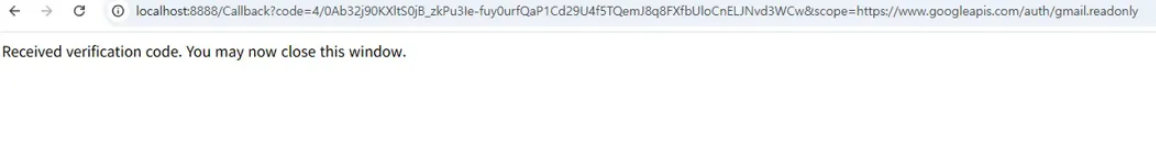 localhost:8888/Callback?code=4/0Ab32j90KXltS0jB_zkPu3Ie-fuy0urfQaP1Cd29U4f5TQemJ8q8FXfbUloCnELJNvd3WCw&scope=https://www.googleapis.com/auth/gmail.readonly
Received verification code. You may now close this window.